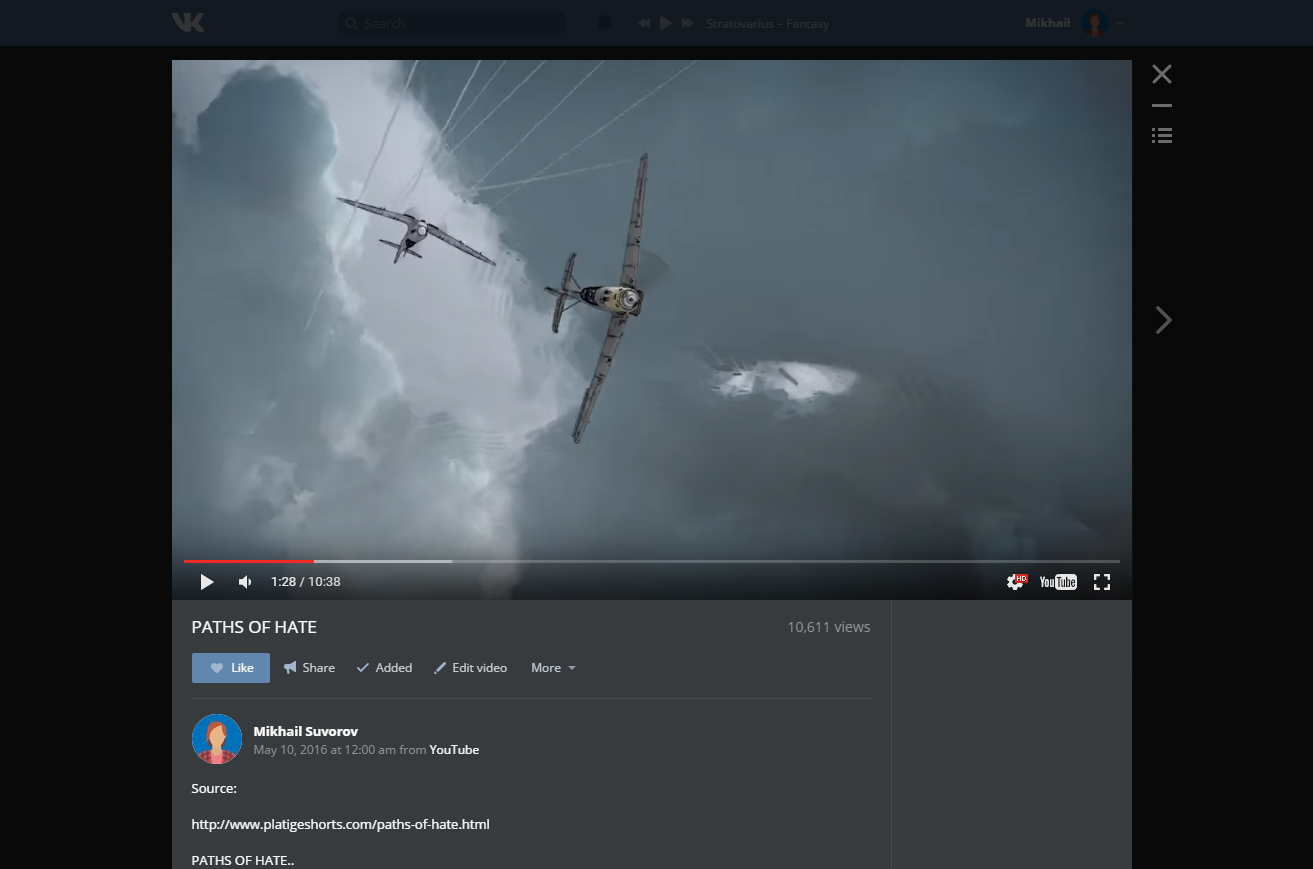 VK Search Stratovarius – Fantasy Mikhail
1:28 / 10:38 HD YouTube
PATHS OF HATE 10,611 views
Like Share Added Edit video More
Mikhail Suvorov
May 10, 2016 at 12:00 am from YouTube
Source:
http://www.platigeshorts.com/paths-of-hate.html
PATHS OF HATE..